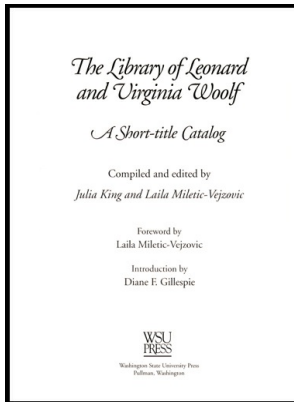 The Library of Leonard
and Virginia Woolf
A Short-title Catalog
Compiled and edited by
Julia King and Laila Miletic-Vejzovic
Foreword by
Laila Miletic-Vejzovic
Introduction by
Diane F. Gillespie
WSU
PRESS
Washington State University Press
Pullman, Washington